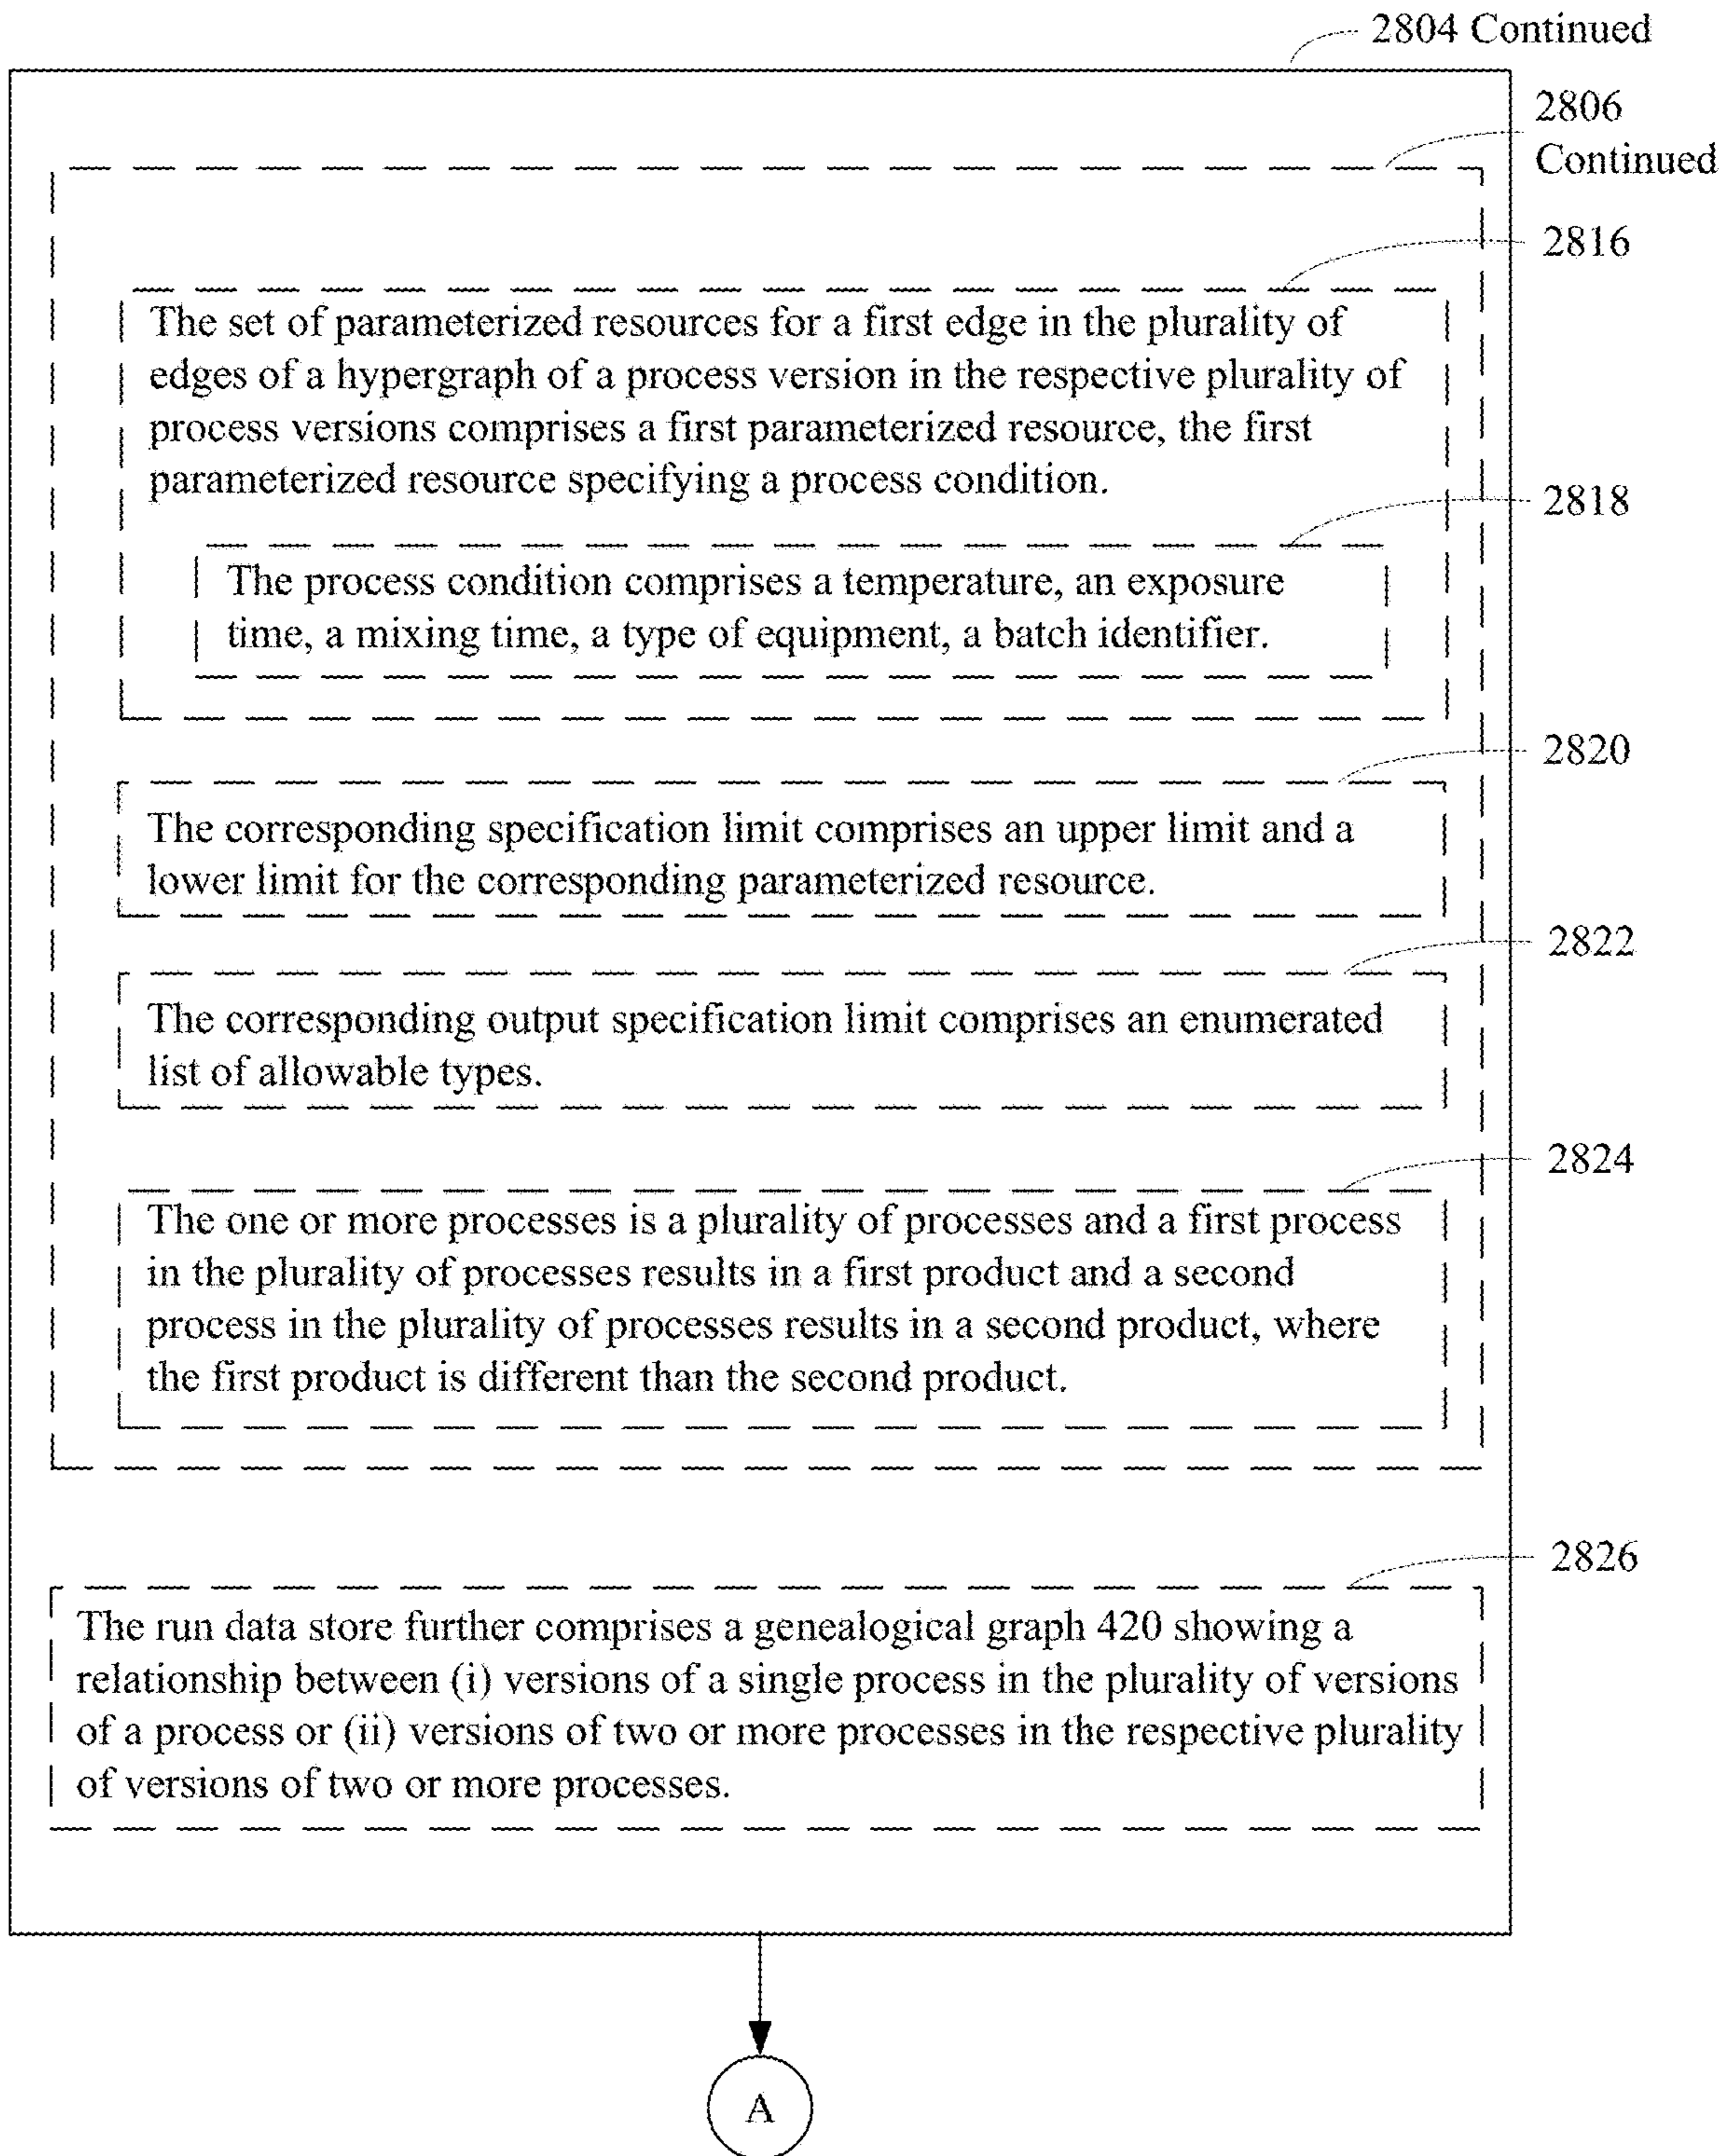 2804 Continued
2806
Continued
2816
The set of parameterized resources for a first edge in the plurality of
edges of a hypergraph of a process version in the respective plurality of
process versions comprises a first parameterized resource, the first
parameterized resource specifying a process condition.
2818
The process condition comprises a temperature, an exposure
time, a mixing time, a type of equipment, a batch identifier.
2820
The corresponding specification limit comprises an upper limit and a
lower limit for the corresponding parameterized resource.
2822
The corresponding output specification limit comprises an enumerated
list of allowable types.
2824
The one or more processes is a plurality of processes and a first process
in the plurality of processes results in a first product and a second
process in the plurality of processes results in a second product, where
the first product is different than the second product.
2826
The run data store further comprises a genealogical graph 420 showing a
relationship between (i) versions of a single process in the plurality of versions
of a process or (ii) versions of two or more processes in the respective plurality
of versions of two or more processes.
A